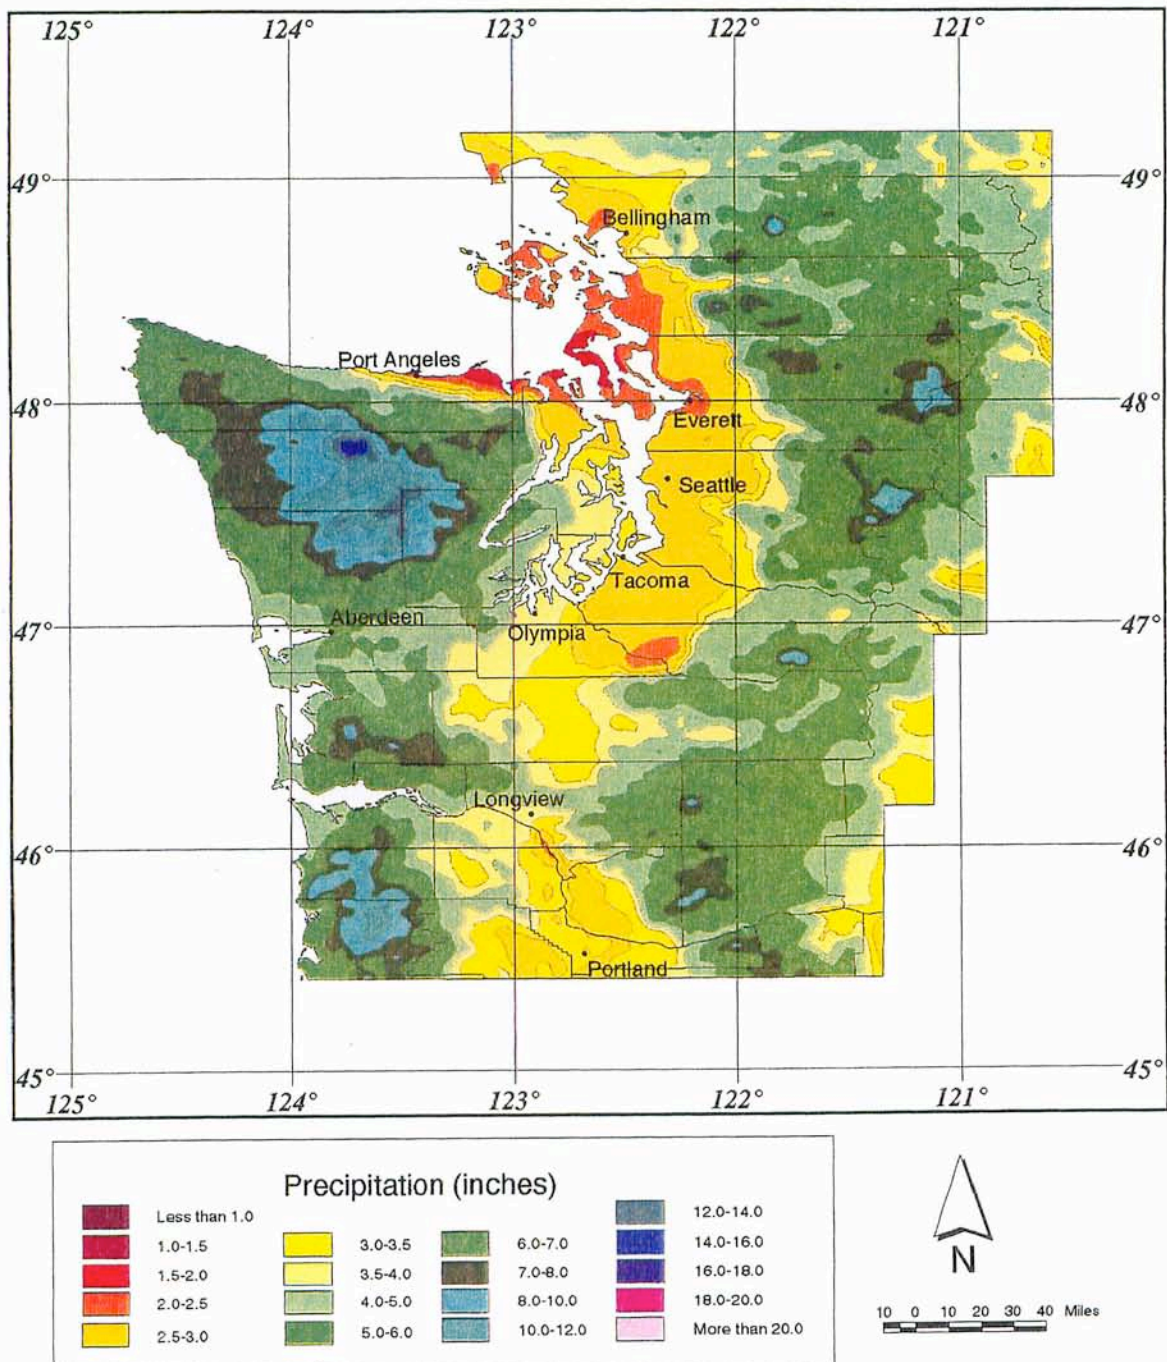 125° 124° 123° 122° 121°
49° 49°
Bellingham
Port Angeles
48° 48°
Everett
Seattle
Tacoma
Aberdeen
Olympia
47° 47°
Longview
46° 46°
Portland
45° 45°
125° 124° 123° 122° 121°
Precipitation (inches)
Less than 1.0
1.0-1.5
1.5-2.0
2.0-2.5
2.5-3.0
3.0-3.5
3.5-4.0
4.0-5.0
5.0-6.0
6.0-7.0
7.0-8.0
8.0-10.0
10.0-12.0
12.0-14.0
14.0-16.0
16.0-18.0
18.0-20.0
More than 20.0
N
10 0 10 20 30 40 Miles